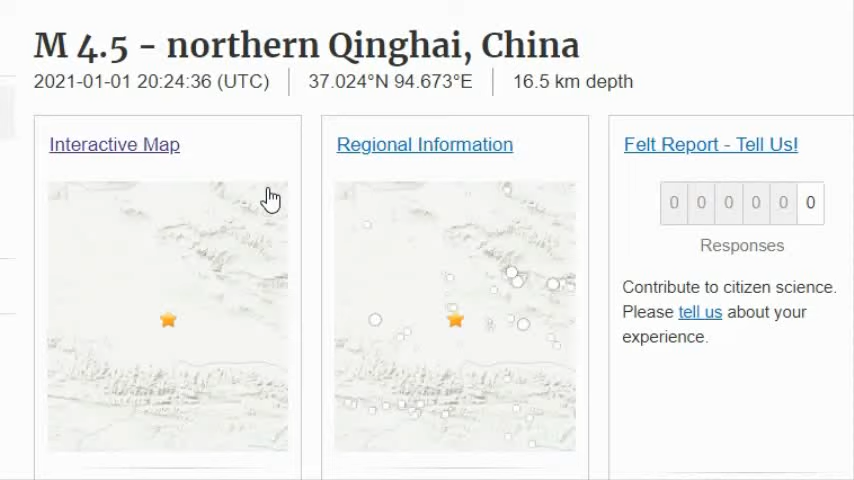 M 4.5 - northern Qinghai, China
2021-01-01 20:24:36 (UTC)
37.024°N 94.673°E
16.5 km depth
Interactive Map
Regional Information
Felt Report - Tell Us!
0 0 0 0 0 0
Responses
Contribute to citizen science.
Please tell us about your
experience.